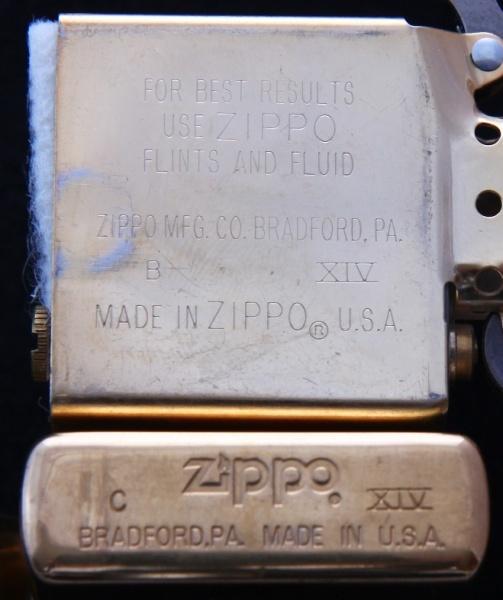 FOR BEST RESULTS
USE ZIPPO
FLINTS AND FLUID
ZIPPO MFG. CO. BRADFORD, PA.
B- XIV
MADE IN ZIPPO® U.S.A.
Zippo
C XIV
BRADFORD, PA. MADE IN U.S.A.